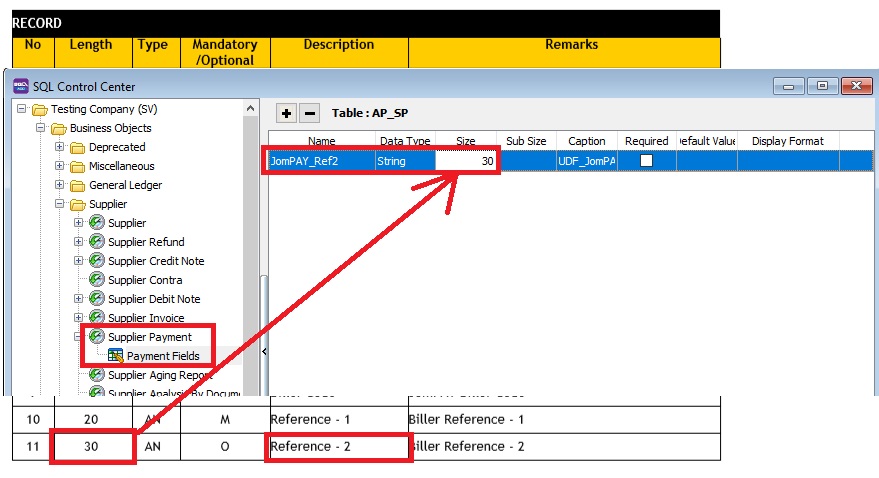 RECORD
No Length Type Mandatory /Optional Description Remarks
SQL Control Center
Testing Company (SV)
Business Objects
Deprecated
Miscellaneous
General Ledger
Supplier
Supplier
Supplier Refund
Supplier Credit Note
Supplier Contra
Supplier Debit Note
Supplier Invoice
Supplier Payment
Payment Fields
Supplier Aging Report
Supplier Analysis By Docum
Table : AP_SP
Name Data Type Size Sub Size Caption Required efault Value Display Format
JomPAY_Ref2 String 30 UDF_JomPA
10 20 AN M Reference - 1 Biller Reference - 1
11 30 AN O Reference - 2 Biller Reference - 2